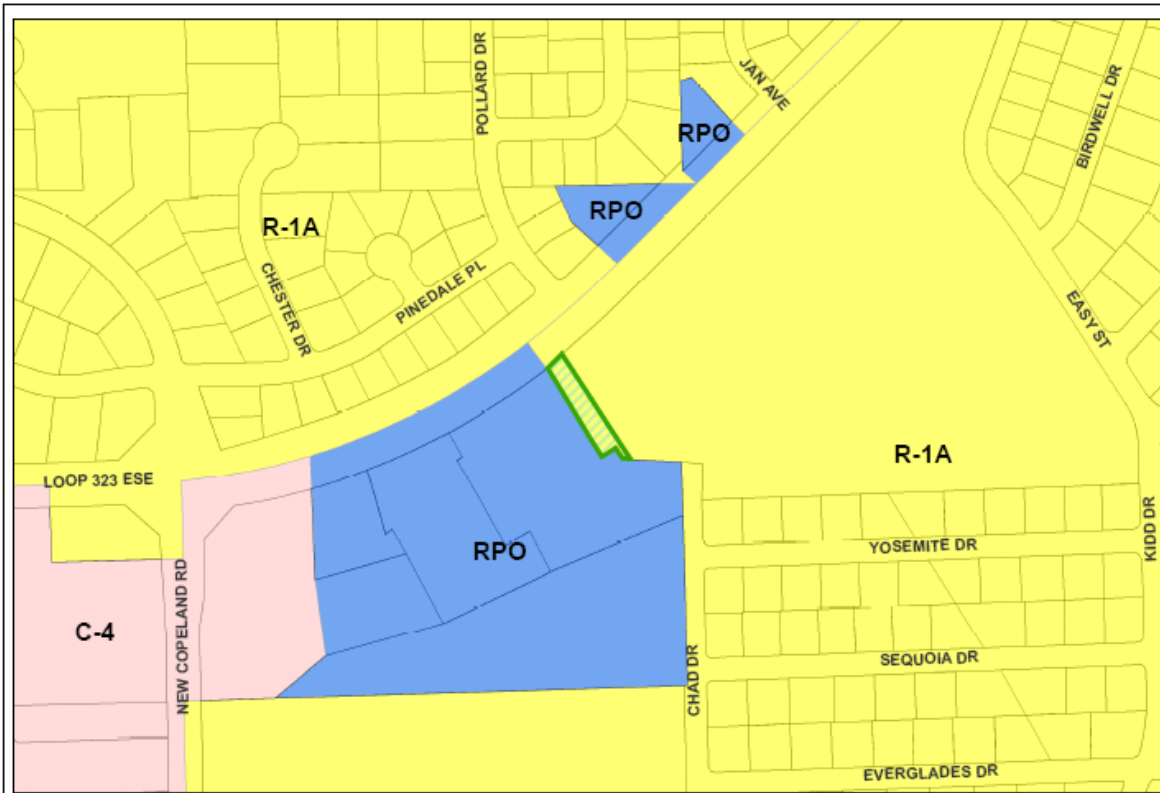 POLLARD DR
JAN AVE
BIRDWELL DR
RPO
RPO
R-1A
CHESTER DR
PINEDALE PL
EASY ST
R-1A
LOOP 323 ESE
KIDD DR
YOSEMITE DR
RPO
NEW COPELAND RD
C-4
SEQUOIA DR
CHAD DR
EVERGLADES DR